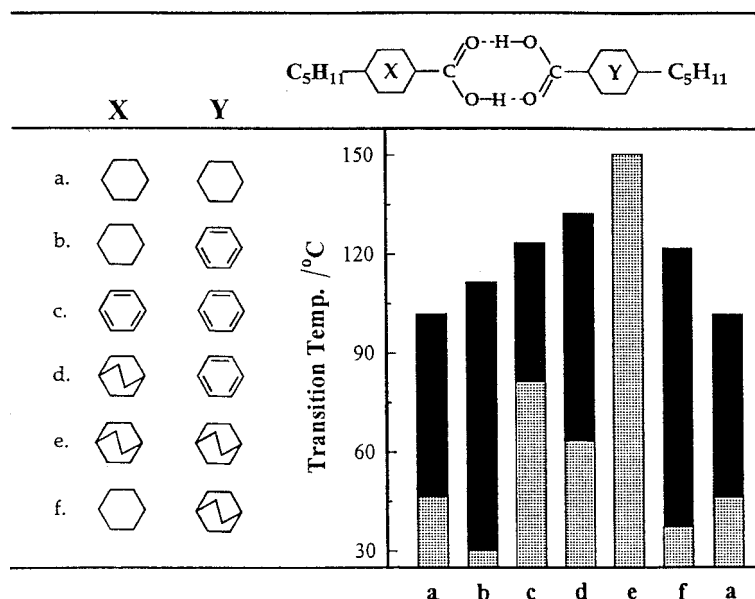 O--H—O
C₅H₁₁ X C C Y C₅H₁₁
O—H--O
X Y
a.
b.
c.
d.
e.
f.
Transition Temp. /°C
150
120
90
60
30
a b c d e f a